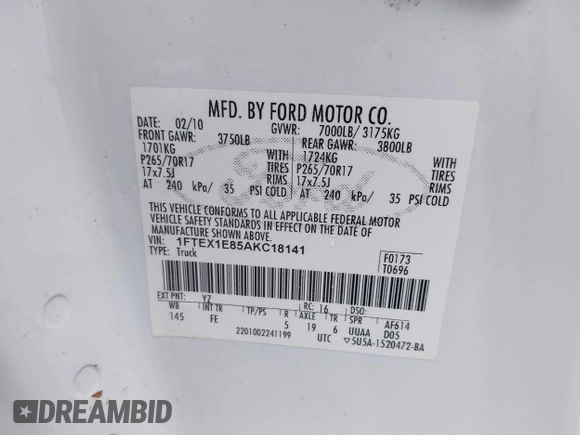 MFD. BY FORD MOTOR CO.
DATE: 02/10 GVWR: 7000LB/ 3175KG
FRONT GAWR: 3750LB REAR GAWR: 3800LB
1701KG WITH 1724KG WITH
P265/70R17 TIRES P265/70R17 TIRES
17x7.5J RIMS 17x7.5J RIMS
AT 240 kPa/ 35 PSI COLD AT 240 kPa/ 35 PSI COLD
THIS VEHICLE CONFORMS TO ALL APPLICABLE FEDERAL MOTOR
VEHICLE SAFETY STANDARDS IN EFFECT ON THE DATE OF
MANUFACTURE SHOWN ABOVE.
VIN: 1FTEX1E85AKC18141 F0173
TYPE: Truck T0696
EXT PNT: YZ RC: 16 DSO:
WB INT TR TP/PS R AXLE TR SPR AF614
145 FE 5 19 6 UUAA D05
2201002241199 UTC ▽5U5A-1520472-BA
DREAMBID